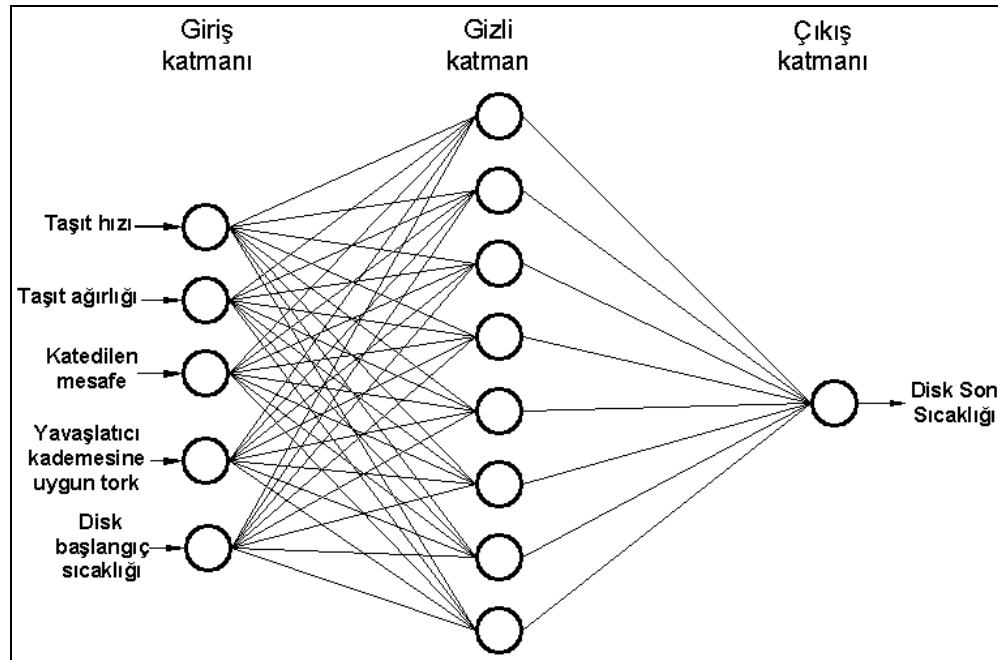 Giriş
katmanı
Gizli
katman
Çıkış
katmanı
Taşıt hızı
Taşıt ağırlığı
Katedilen
mesafe
Yavaşlatıcı
kademesine
uygun tork
Disk
başlangıç
sıcaklığı
Disk Son
Sıcaklığı